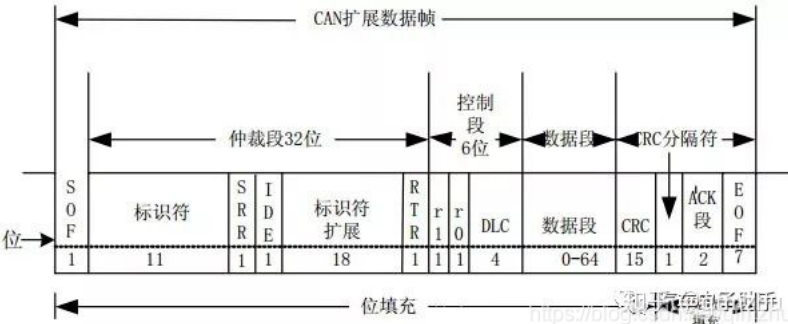 CAN扩展数据帧
仲裁段32位
控制
段
6位
数据段
CRC分隔符
S
O
F
标识符
S
R
R
I
D
E
标识符
扩展
R
T
R
r
1
r
0
DLC
数据段
CRC
ACK
段
E
O
F
位
1
11
1
1
18
1
1
1
4
0-64
15
1
2
7
位填充
填充